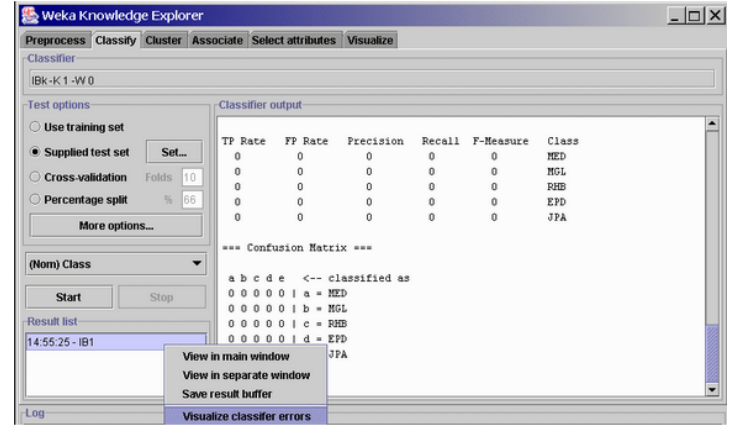 Weka Knowledge Explorer
Preprocess Classify Cluster Associate Select attributes Visualize
Classifier
IBk -K 1 -W 0
Test options
Use training set
Supplied test set Set...
Cross-validation Folds 10
Percentage split % 66
More options...
(Nom) Class
Start Stop
Result list
14:55:25 - IB1
Classifier output
TP Rate FP Rate Precision Recall F-Measure Class
0 0 0 0 0 MED
0 0 0 0 0 MGL
0 0 0 0 0 RHB
0 0 0 0 0 EPD
0 0 0 0 0 JPA
=== Confusion Matrix ===
a b c d e <-- classified as
0 0 0 0 0 | a = MED
0 0 0 0 0 | b = MGL
0 0 0 0 0 | c = RHB
0 0 0 0 0 | d = EPD
JPA
View in main window
View in separate window
Save result buffer
Visualize classifer errors
Log